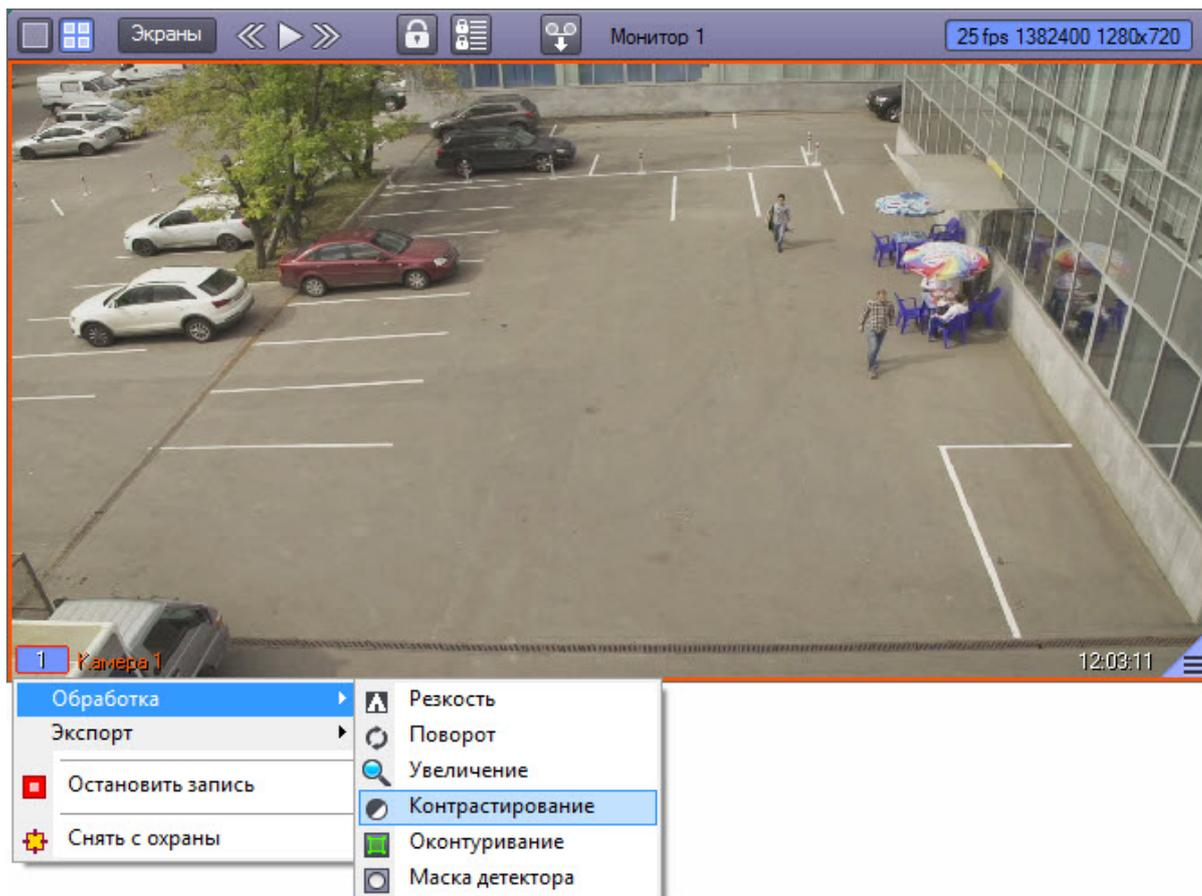 Экраны Монитор 1 25 fps 1382400 1280x720
1 Камера 1 12:03:11
Обработка
Экспорт
Остановить запись
Снять с охраны
Резкость
Поворот
Увеличение
Контрастирование
Оконтуривание
Маска детектора